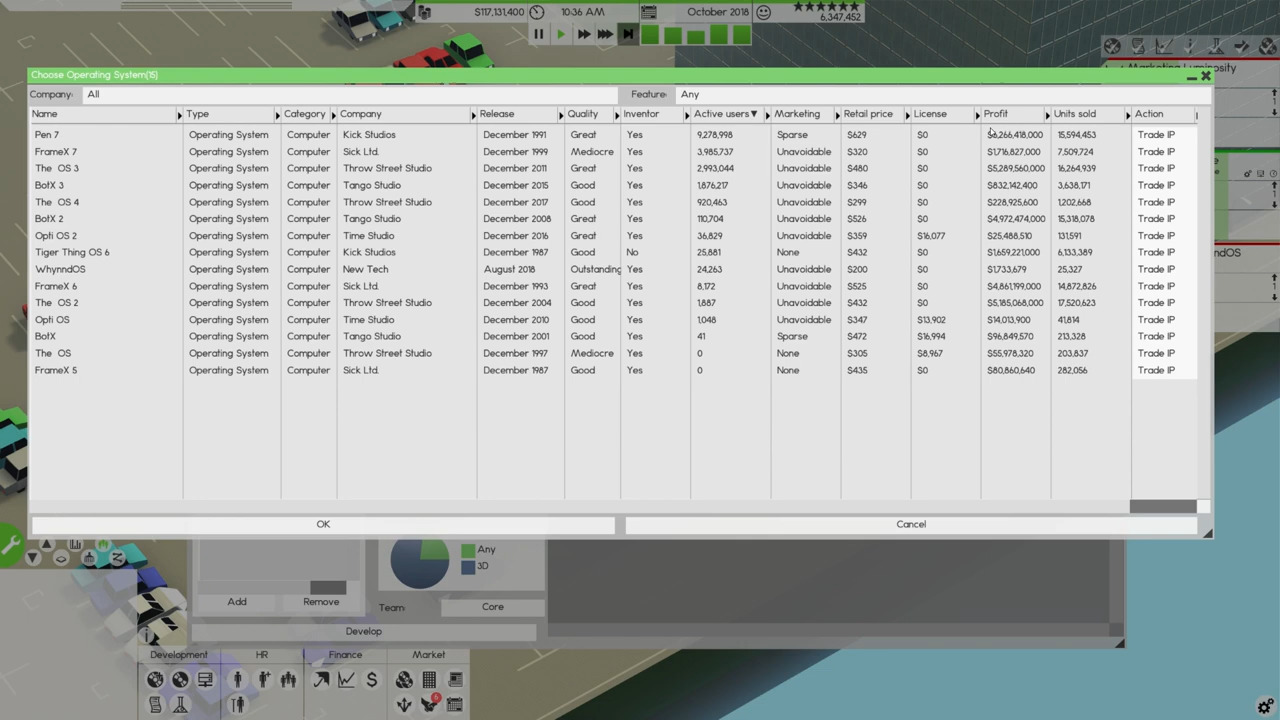 $117,131,400 10:36 AM October 2018 6,347,452
Marketing Luminosity
Choose Operating System(15)
Company: All Feature: Any
Name Type Category Company Release Quality Inventor Active users▼ Marketing Retail price License Profit Units sold Action
Pen 7 Operating System Computer Kick Studios December 1991 Great Yes 9,278,998 Sparse $629 $0 $6,266,418,000 15,594,453 Trade IP
FrameX 7 Operating System Computer Sick Ltd. December 1999 Mediocre Yes 3,985,737 Unavoidable $320 $0 $1,716,827,000 7,509,724 Trade IP
The OS 3 Operating System Computer Throw Street Studio December 2011 Great Yes 2,993,044 Unavoidable $480 $0 $5,289,560,000 16,264,939 Trade IP
BotX 3 Operating System Computer Tango Studio December 2015 Good Yes 1,876,217 Unavoidable $346 $0 $832,142,400 3,638,171 Trade IP
The OS 4 Operating System Computer Throw Street Studio December 2017 Good Yes 920,463 Unavoidable $299 $0 $228,925,600 1,202,668 Trade IP
BotX 2 Operating System Computer Tango Studio December 2008 Great Yes 110,704 Unavoidable $526 $0 $4,972,474,000 15,318,078 Trade IP
Opti OS 2 Operating System Computer Time Studio December 2016 Great Yes 36,829 Unavoidable $359 $16,077 $25,488,510 131,591 Trade IP
Tiger Thing OS 6 Operating System Computer Kick Studios December 1987 Good No 25,881 None $432 $0 $1,659,221,000 6,133,389 Trade IP
WhynndOS Operating System Computer New Tech August 2018 Outstanding Yes 24,263 Unavoidable $200 $0 $1,733,679 25,327 Trade IP
FrameX 6 Operating System Computer Sick Ltd. December 1993 Great Yes 8,172 Unavoidable $525 $0 $4,861,199,000 14,872,826 Trade IP
The OS 2 Operating System Computer Throw Street Studio December 2004 Good Yes 1,887 Unavoidable $432 $0 $5,185,068,000 17,520,623 Trade IP
Opti OS Operating System Computer Time Studio December 2010 Good Yes 1,048 Unavoidable $347 $13,902 $14,013,900 41,814 Trade IP
BotX Operating System Computer Tango Studio December 2001 Good Yes 41 Sparse $472 $16,994 $96,849,570 213,328 Trade IP
The OS Operating System Computer Throw Street Studio December 1997 Mediocre Yes 0 None $305 $8,967 $55,978,320 203,837 Trade IP
FrameX 5 Operating System Computer Sick Ltd. December 1987 Good Yes 0 None $435 $0 $80,860,640 282,056 Trade IP
ndOS
OK Cancel
Any
3D
Add Remove Team: Core
Develop
Development HR Finance Market
6